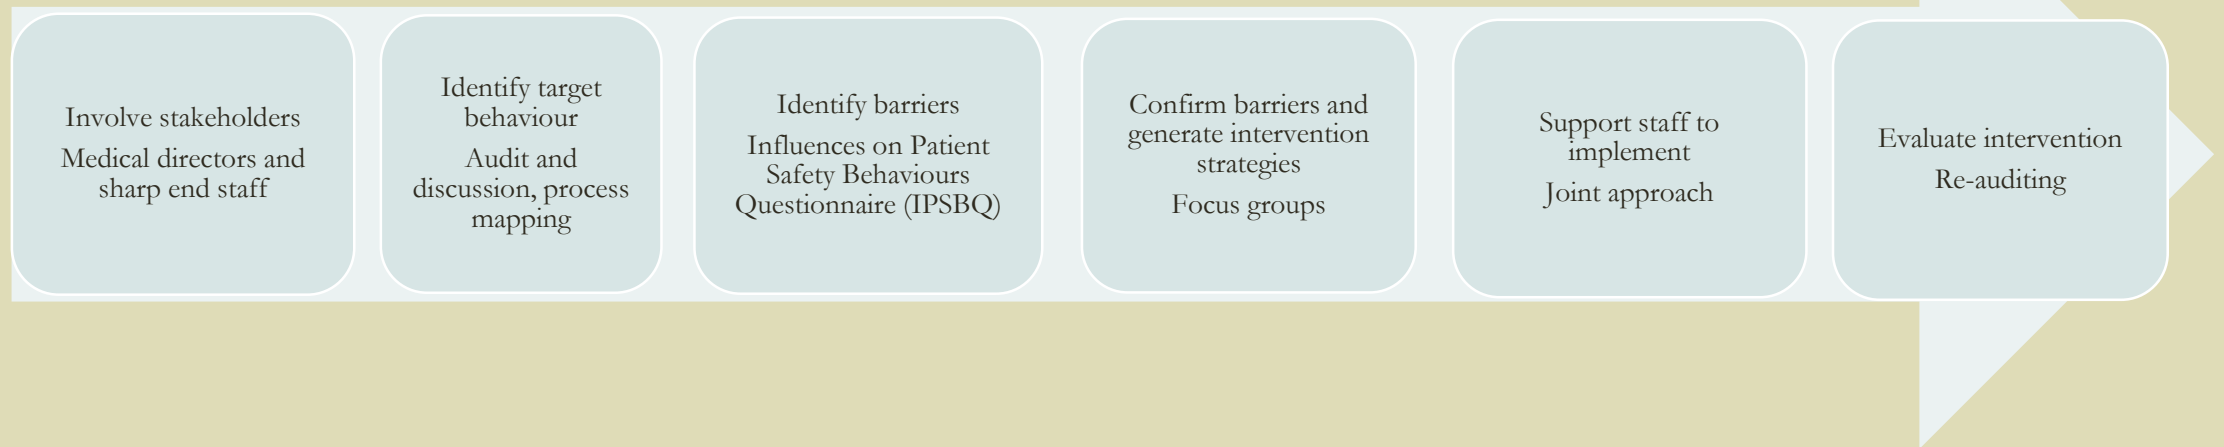 Involve stakeholders
Medical directors and
sharp end staff
Identify target
behaviour
Audit and
discussion, process
mapping
Identify barriers
Influences on Patient
Safety Behaviours
Questionnaire (IPSBQ)
Confirm barriers and
generate intervention
strategies
Focus groups
Support staff to
implement
Joint approach
Evaluate intervention
Re-auditing